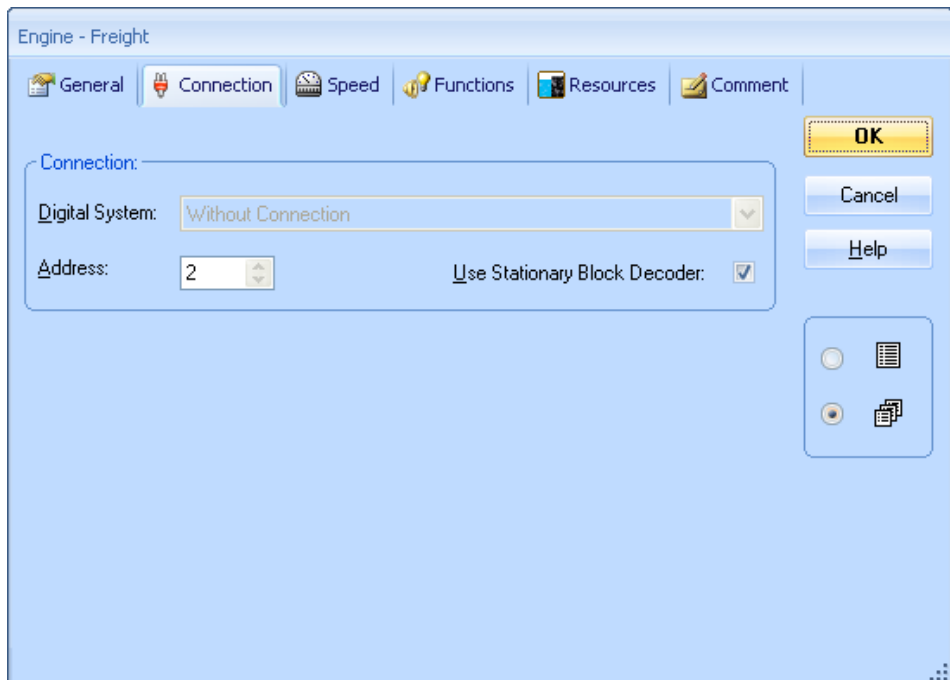 Engine - Freight
General Connection Speed Functions Resources Comment
OK
Connection:
Cancel
Digital System: Without Connection
Help
Address: 2 Use Stationary Block Decoder: